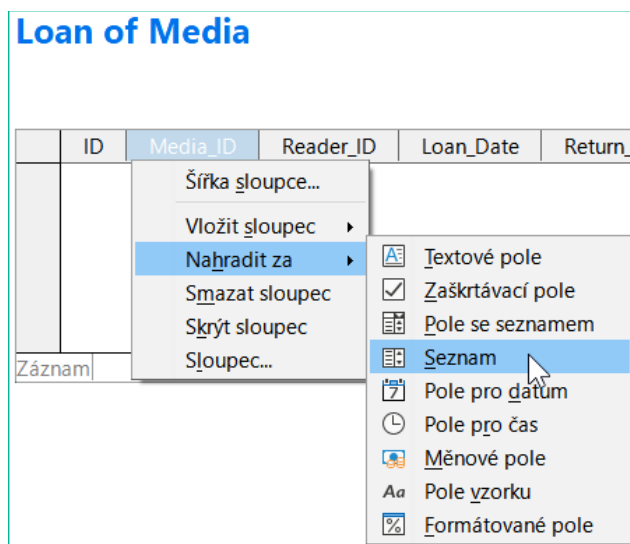 Loan of Media
ID Media_ID Reader_ID Loan_Date Return_
Šířka sloupce...
Vložit sloupec
Nahradit za
Smazat sloupec
Skrýt sloupec
Sloupec...
Záznam
Textové pole
Zaškrtávací pole
Pole se seznamem
Seznam
Pole pro datum
Pole pro čas
Měnové pole
Aa Pole vzorku
Formátované pole